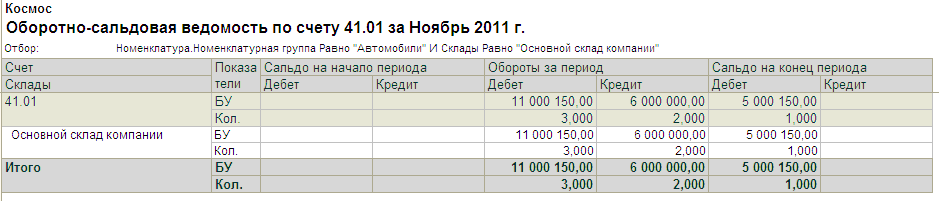 Космос
Оборотно-сальдовая ведомость по счету 41.01 за Ноябрь 2011 г.
Отбор: Номенклатура.Номенклатурная группа Равно "Автомобили" И Склады Равно "Основной склад компании"
Счет Показа Сальдо на начало периода Обороты за период Сальдо на конец периода
Склады тели Дебет Кредит Дебет Кредит Дебет Кредит
41.01 БУ 11 000 150,00 6 000 000,00 5 000 150,00
Кол. 3,000 2,000 1,000
Основной склад компании БУ 11 000 150,00 6 000 000,00 5 000 150,00
Кол. 3,000 2,000 1,000
Итого БУ 11 000 150,00 6 000 000,00 5 000 150,00
Кол. 3,000 2,000 1,000